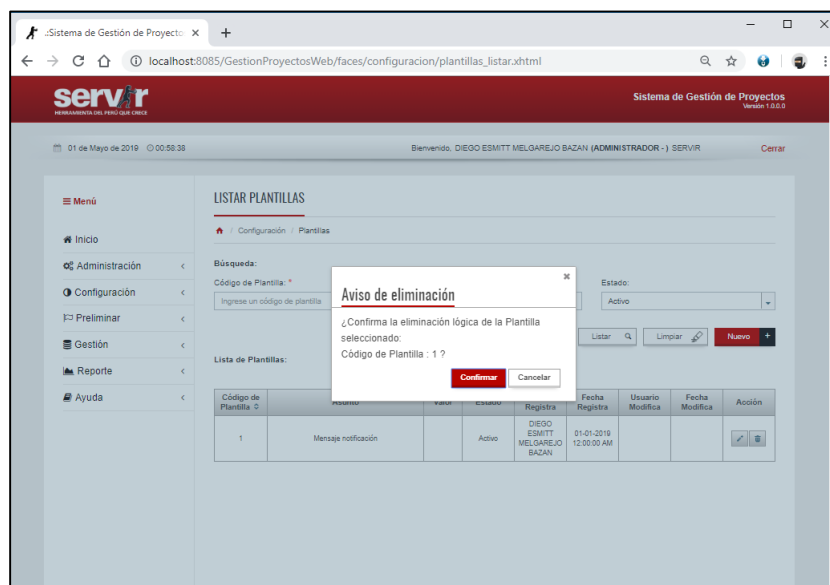 :Sistema de Gestión de Proyecto
localhost:8085/GestionProyectosWeb/faces/configuracion/plantillas_listar.xhtml
servir
HERRAMIENTA DEL PERÚ QUE CRECE
Sistema de Gestión de Proyectos
Versión 1.0.0.0
01 de Mayo de 2019 00:58:38
Bienvenido, DIEGO ESMITT MELGAREJO BAZAN (ADMINISTRADOR - ) SERVIR
Cerrar
Menú
LISTAR PLANTILLAS
/ Configuración / Plantillas
Inicio
Administración
Configuración
Preliminar
Gestión
Reporte
Ayuda
Búsqueda:
Código de Plantilla: *
Estado:
Ingrese un código de plantilla
Activo
Listar
Limpiar
Nuevo
Aviso de eliminación
¿Confirma la eliminación lógica de la Plantilla
seleccionado:
Código de Plantilla : 1 ?
Confirmar
Cancelar
Lista de Plantillas:
Código de Plantilla
Asunto
Valor
Estado
Registra
Fecha Registra
Usuario Modifica
Fecha Modifica
Acción
1
Mensaje notificación
Activo
DIEGO ESMITT MELGAREJO BAZAN
01-01-2019 12:00:00 AM